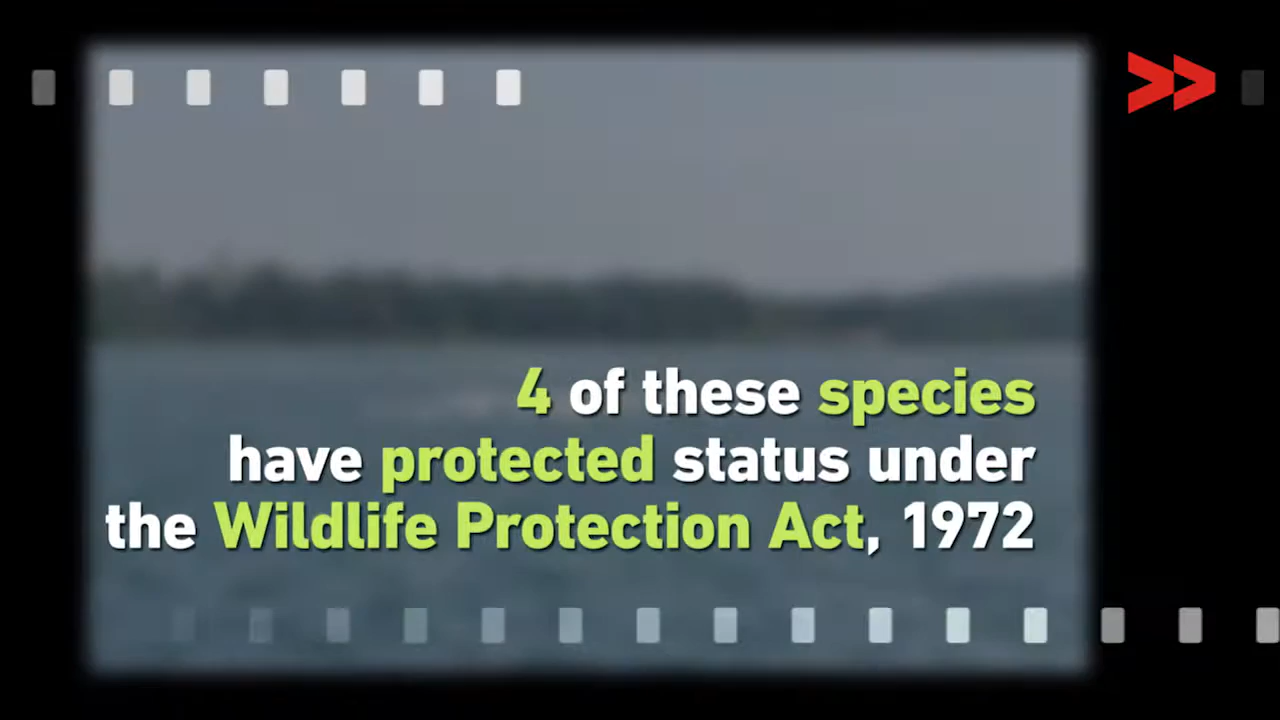 4 of these species
have protected status under
the Wildlife Protection Act, 1972